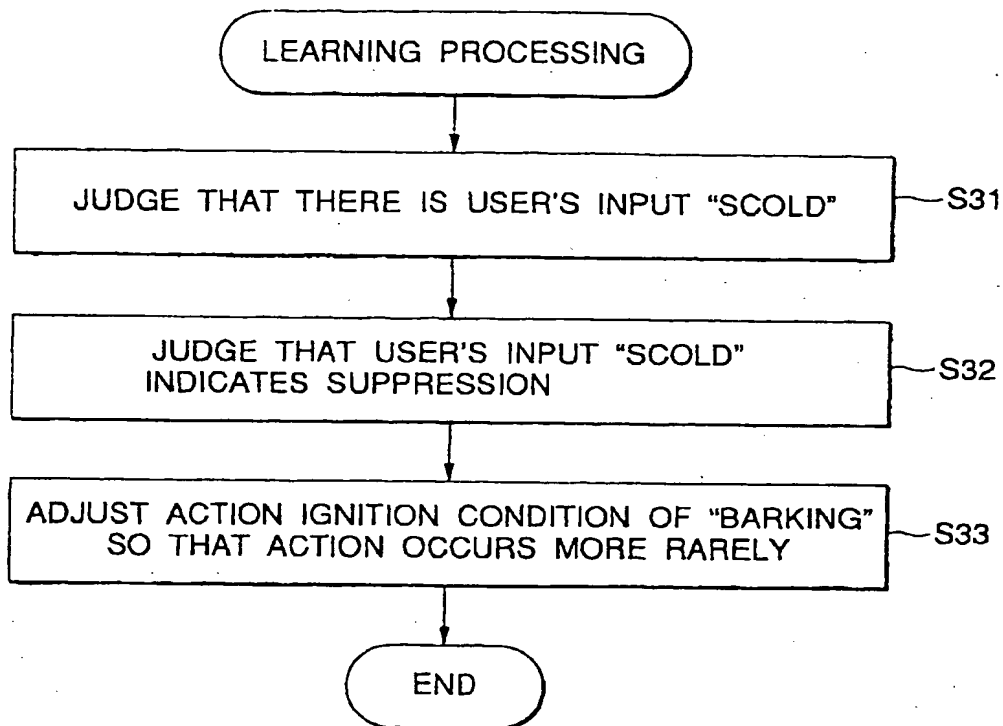 LEARNING PROCESSING
JUDGE THAT THERE IS USER'S INPUT “SCOLD”
S31
JUDGE THAT USER'S INPUT “SCOLD”
INDICATES SUPPRESSION
S32
ADJUST ACTION IGNITION CONDITION OF “BARKING”
SO THAT ACTION OCCURS MORE RARELY
S33
END